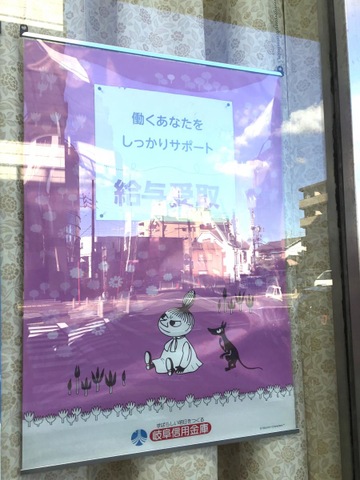 働くあなたを
しっかりサポート
給与受取
岐阜信用金庫